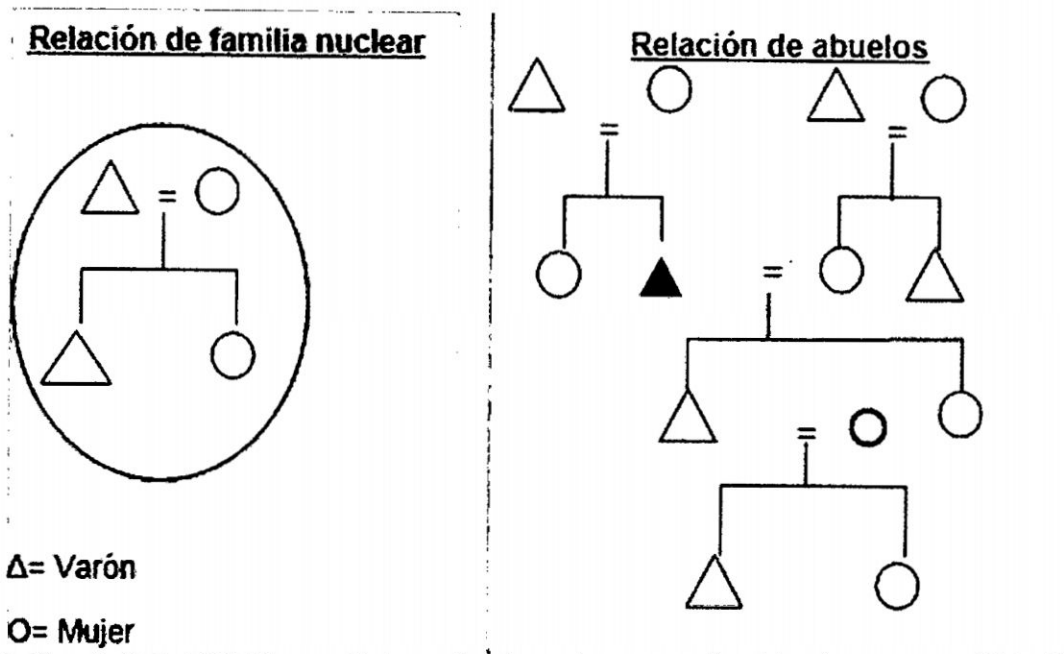 Relación de familia nuclear
Relación de abuelos
=
=
=
=
=
Δ= Varón
O= Mujer